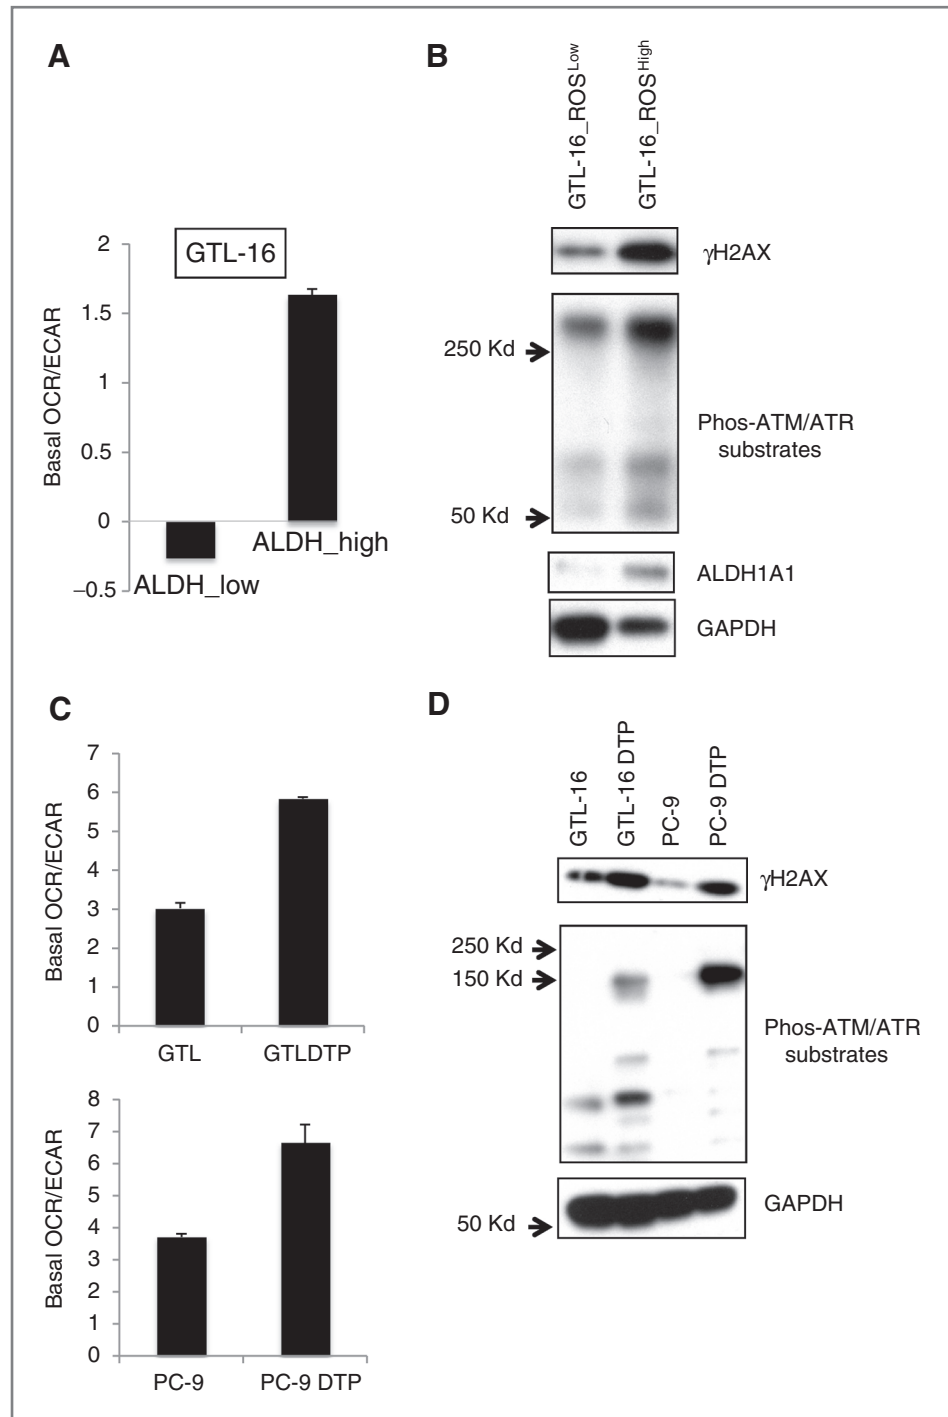 A
GTL-16
2
1.5
1
0.5
0
−0.5
Basal OCR/ECAR
ALDH_low
ALDH_high
B
GTL-16_ROSLow
GTL-16_ROSHigh
γH2AX
250 Kd
Phos-ATM/ATR
substrates
50 Kd
ALDH1A1
GAPDH
C
7
6
5
4
3
2
1
0
Basal OCR/ECAR
GTL
GTLDTP
8
7
6
5
4
3
2
1
0
Basal OCR/ECAR
PC-9
PC-9 DTP
D
GTL-16
GTL-16 DTP
PC-9
PC-9 DTP
γH2AX
250 Kd
150 Kd
Phos-ATM/ATR
substrates
GAPDH
50 Kd